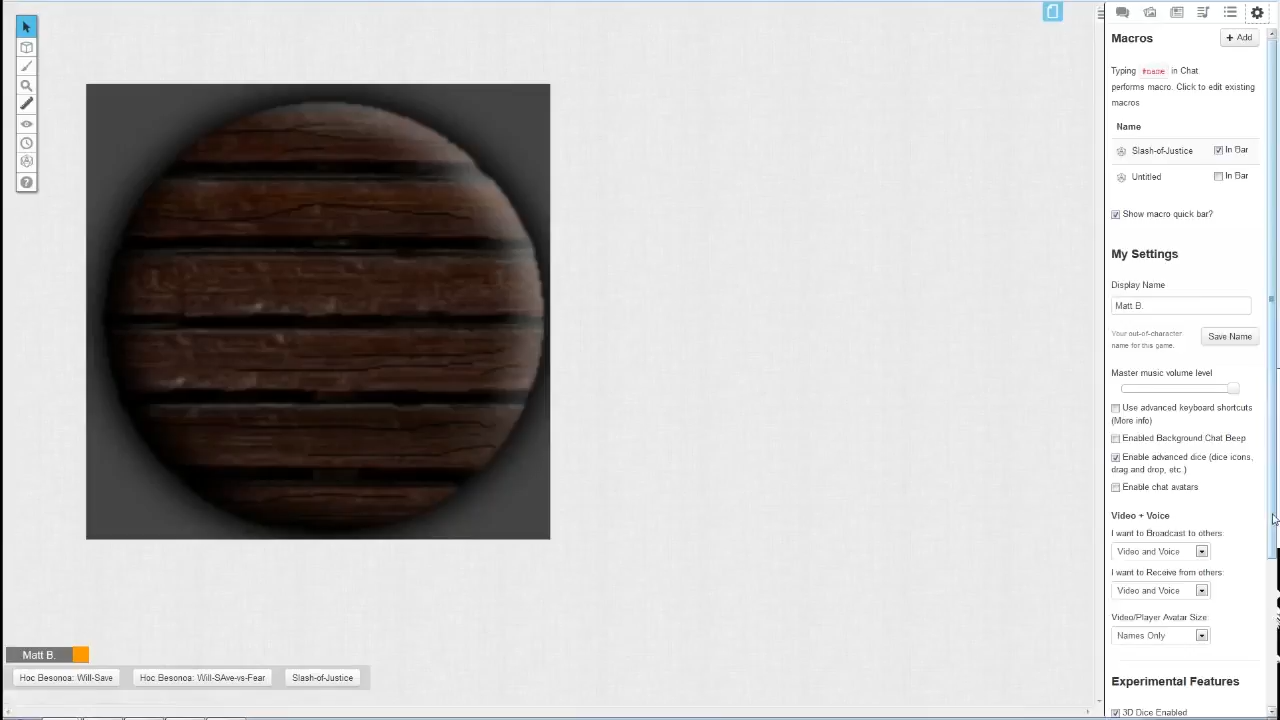 Macros
+ Add
Typing #name in Chat
performs macro. Click to edit existing
macros
Name
Slash-of-Justice In Bar
Untitled In Bar
Show macro quick bar?
My Settings
Display Name
Matt B.
Your out-of-character
name for this game.
Save Name
Master music volume level
Use advanced keyboard shortcuts
(More info)
Enabled Background Chat Beep
Enable advanced dice (dice icons,
drag and drop, etc.)
Enable chat avatars
Video + Voice
I want to Broadcast to others:
Video and Voice
I want to Receive from others:
Video and Voice
Video/Player Avatar Size:
Names Only
Experimental Features
3D Dice Enabled
Matt B.
Hoc Besonoa: Will-Save Hoc Besonoa: Will-SAve-vs-Fear Slash-of-Justice